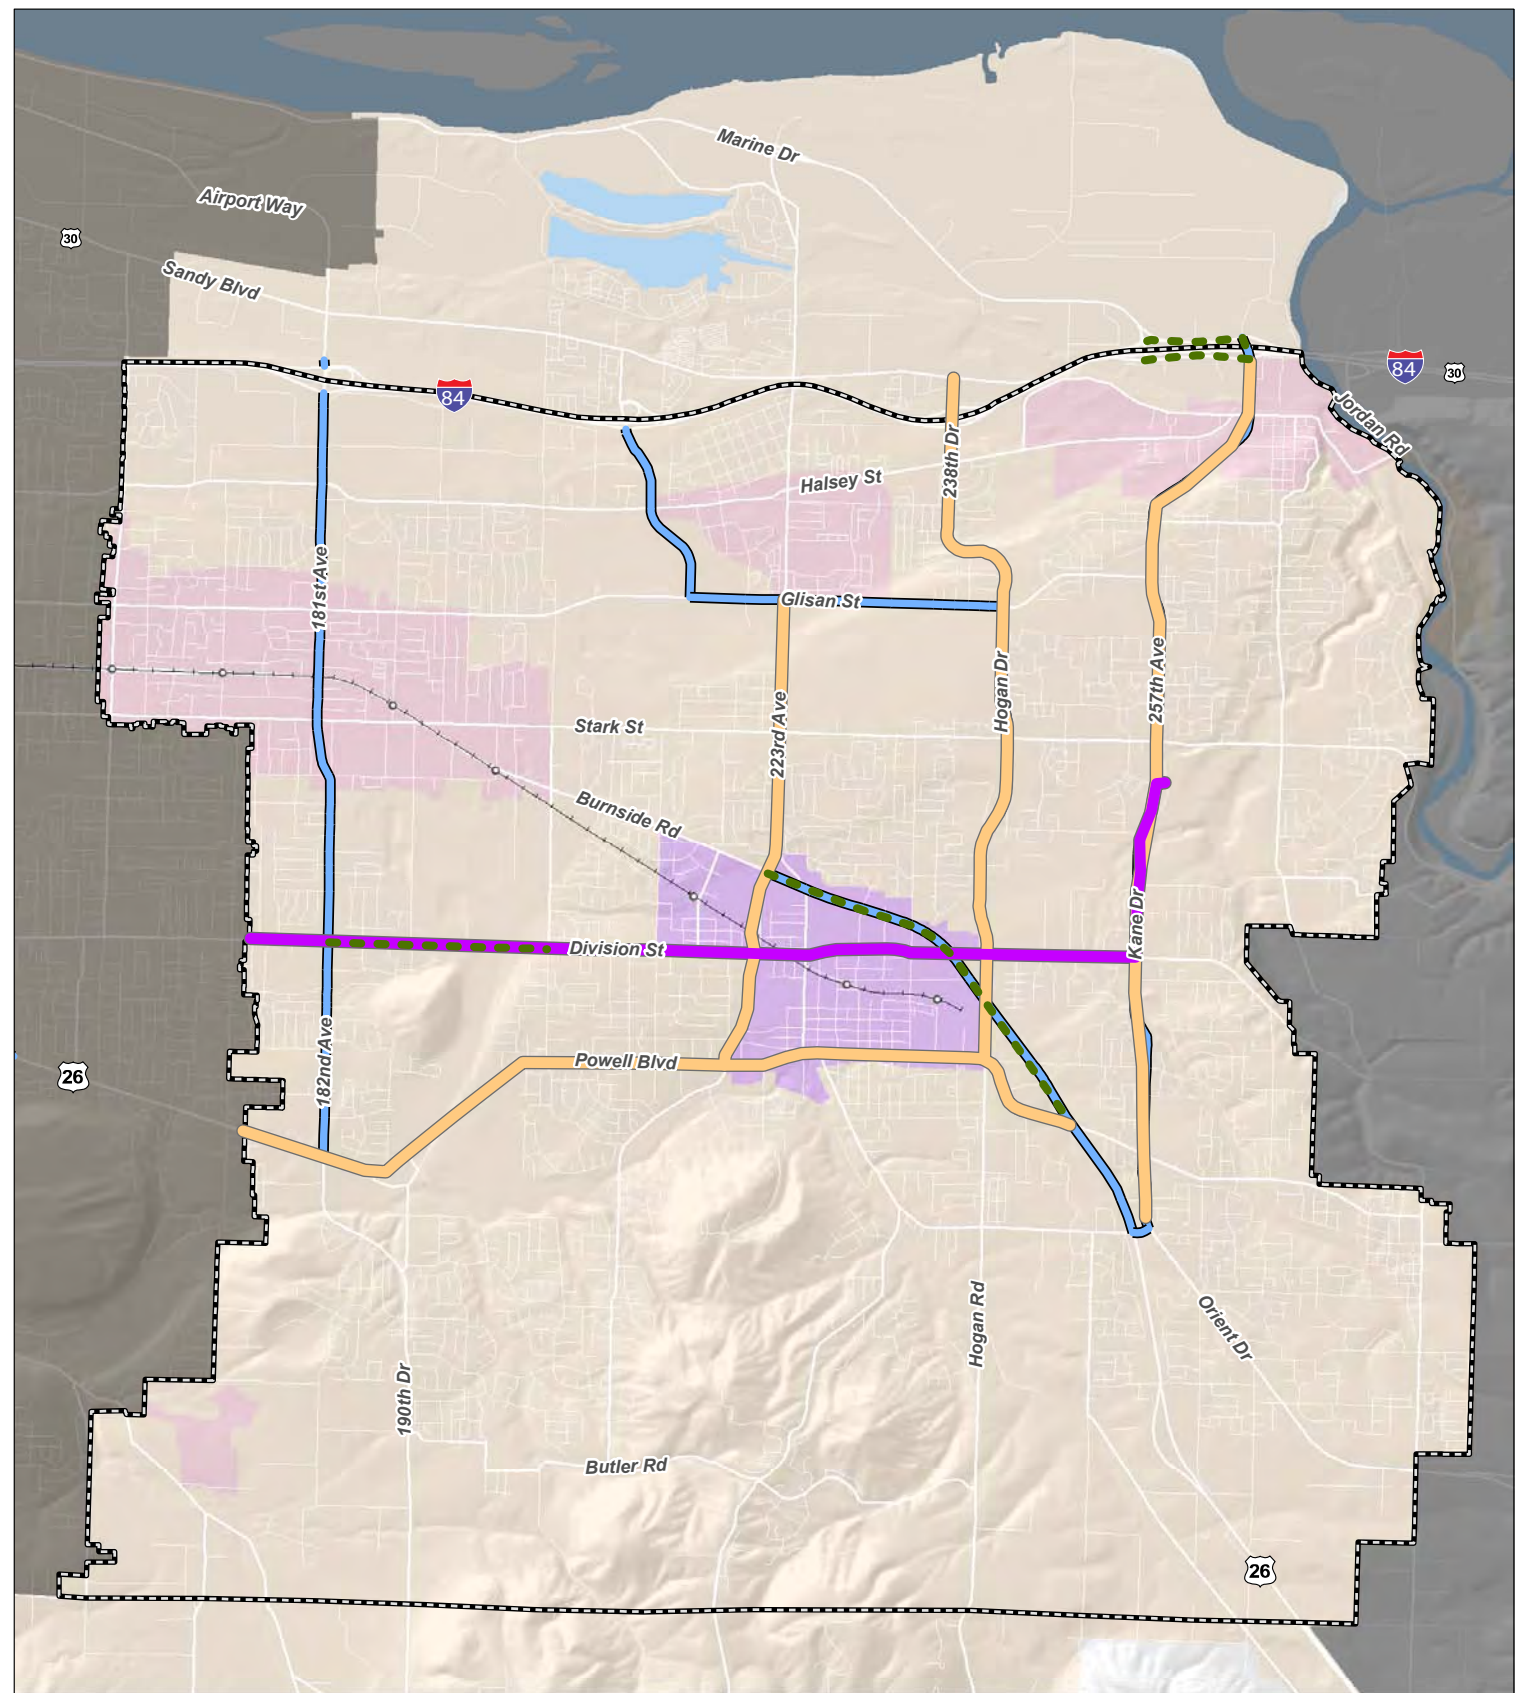 Marine Dr
Airport Way
30
Sandy Blvd
84
84
30
Jordan Rd
238th Dr
Halsey St
181st Ave
Glisan St
Hogan Dr
257th Ave
223rd Ave
Stark St
Burnside Rd
Kane Dr
Division St
182nd Ave
Powell Blvd
26
Hogan Rd
Orient Dr
190th Dr
Butler Rd
26